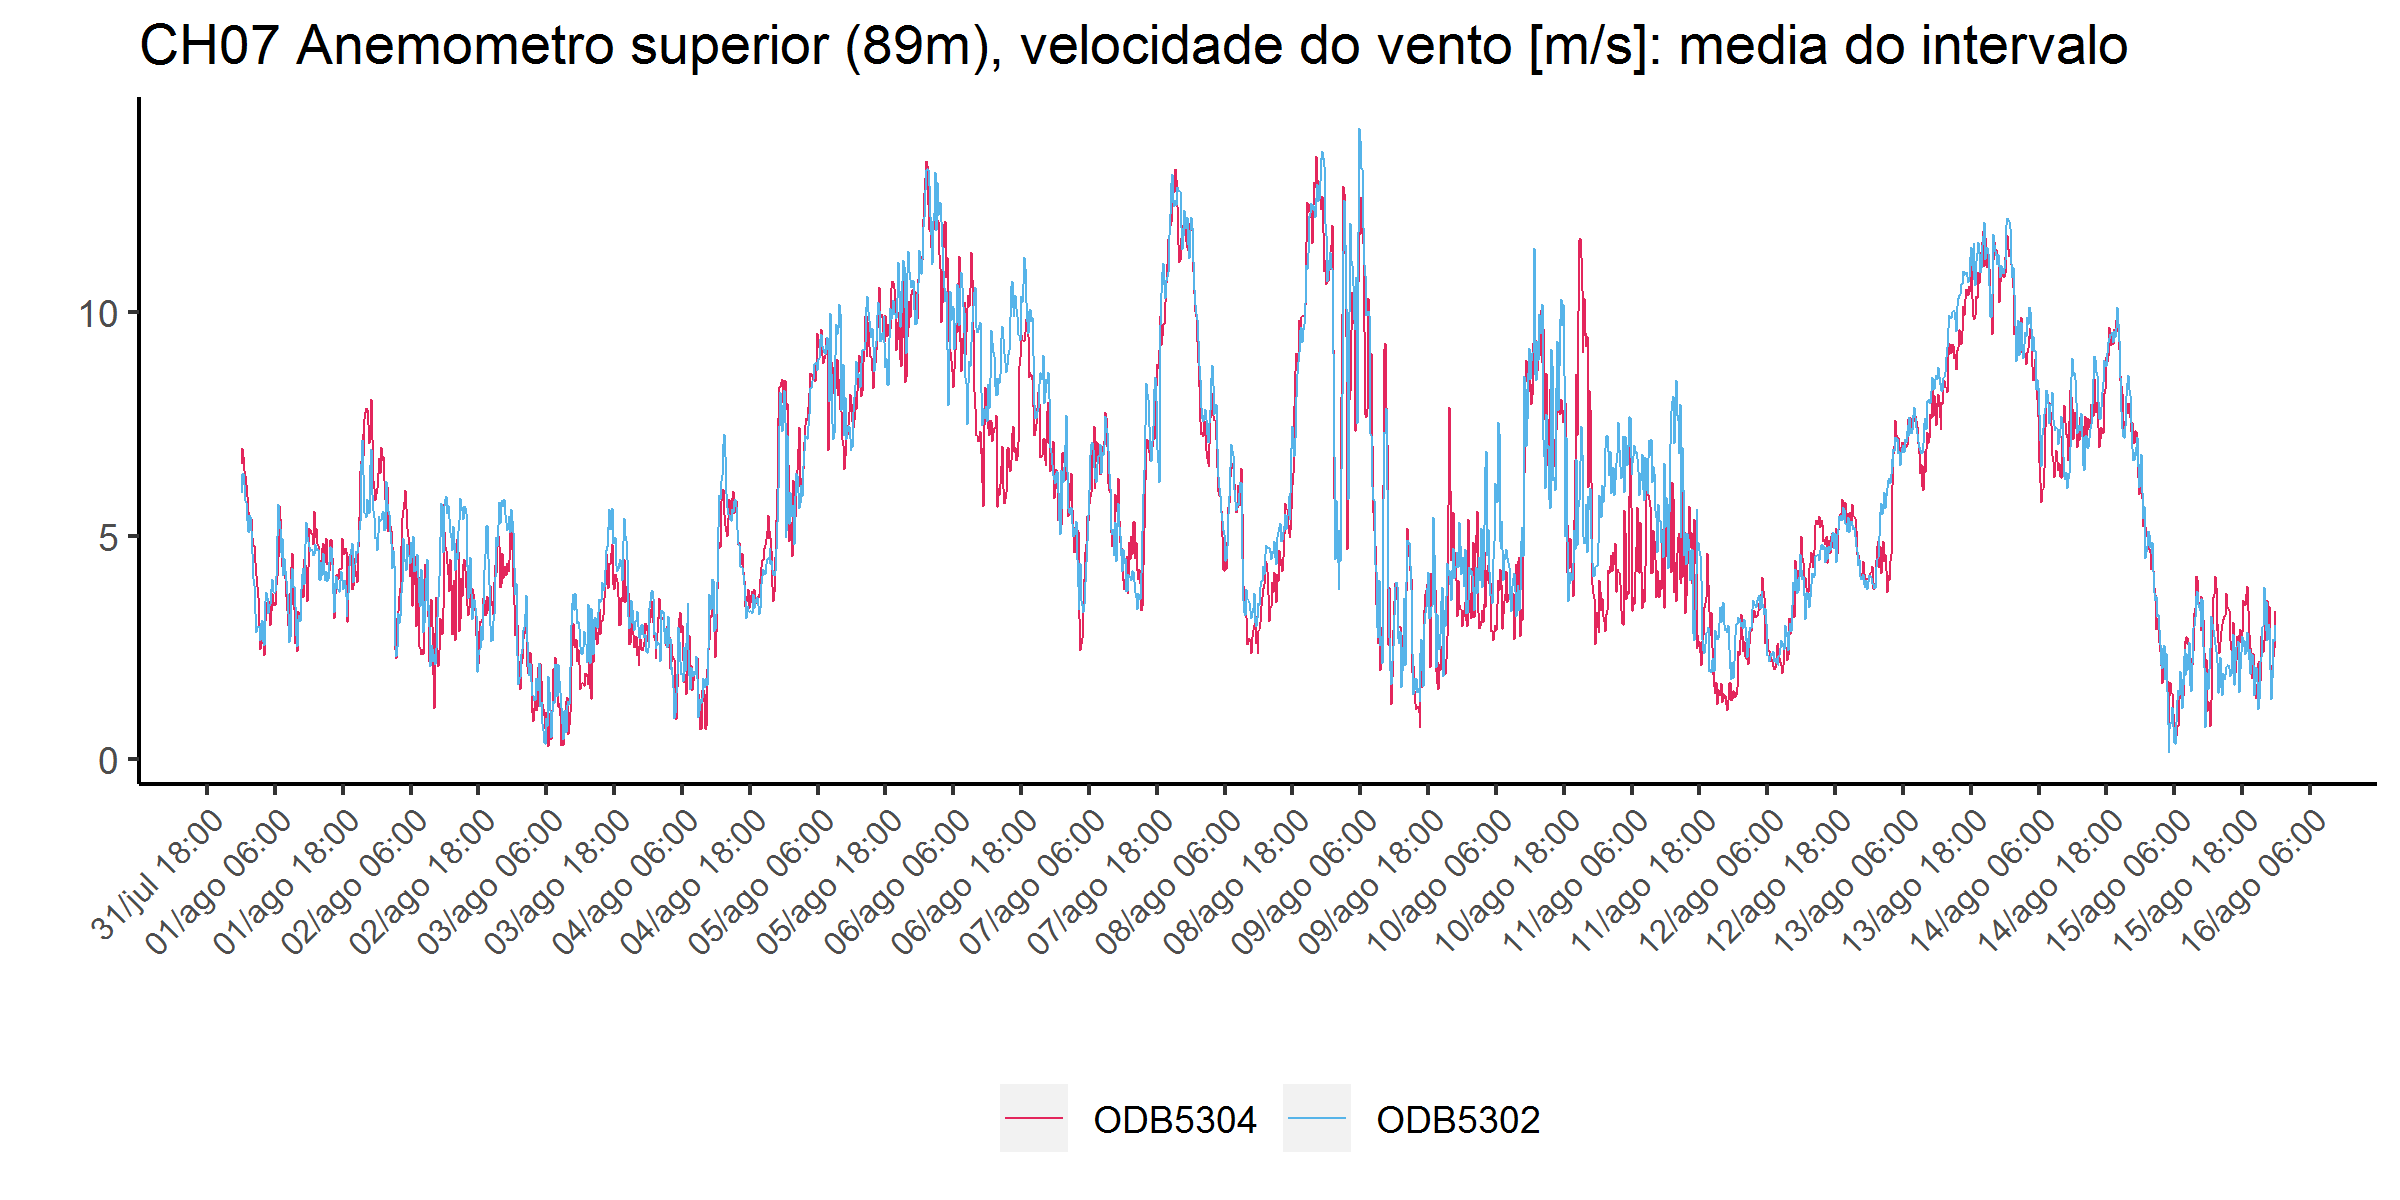 CH07 Anemometro superior (89m), velocidade do vento [m/s]: media do intervalo
10
5
0
31/jul 18:00
01/ago 06:00
01/ago 18:00
02/ago 06:00
02/ago 18:00
03/ago 06:00
03/ago 18:00
04/ago 06:00
04/ago 18:00
05/ago 06:00
05/ago 18:00
06/ago 06:00
06/ago 18:00
07/ago 06:00
07/ago 18:00
08/ago 06:00
08/ago 18:00
09/ago 06:00
09/ago 18:00
10/ago 06:00
10/ago 18:00
11/ago 06:00
11/ago 18:00
12/ago 06:00
12/ago 18:00
13/ago 06:00
13/ago 18:00
14/ago 06:00
14/ago 18:00
15/ago 06:00
15/ago 18:00
16/ago 06:00
ODB5304
ODB5302